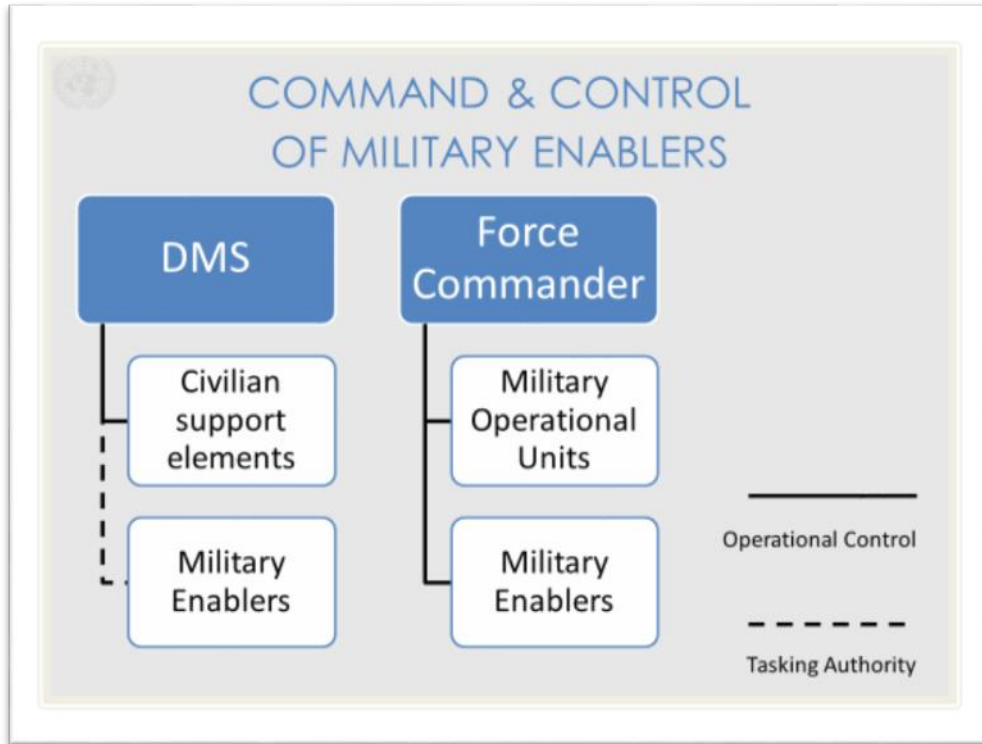 COMMAND & CONTROL
OF MILITARY ENABLERS
DMS
Force
Commander
Civilian
support
elements
Military
Operational
Units
Military
Enablers
Military
Enablers
Operational Control
Tasking Authority